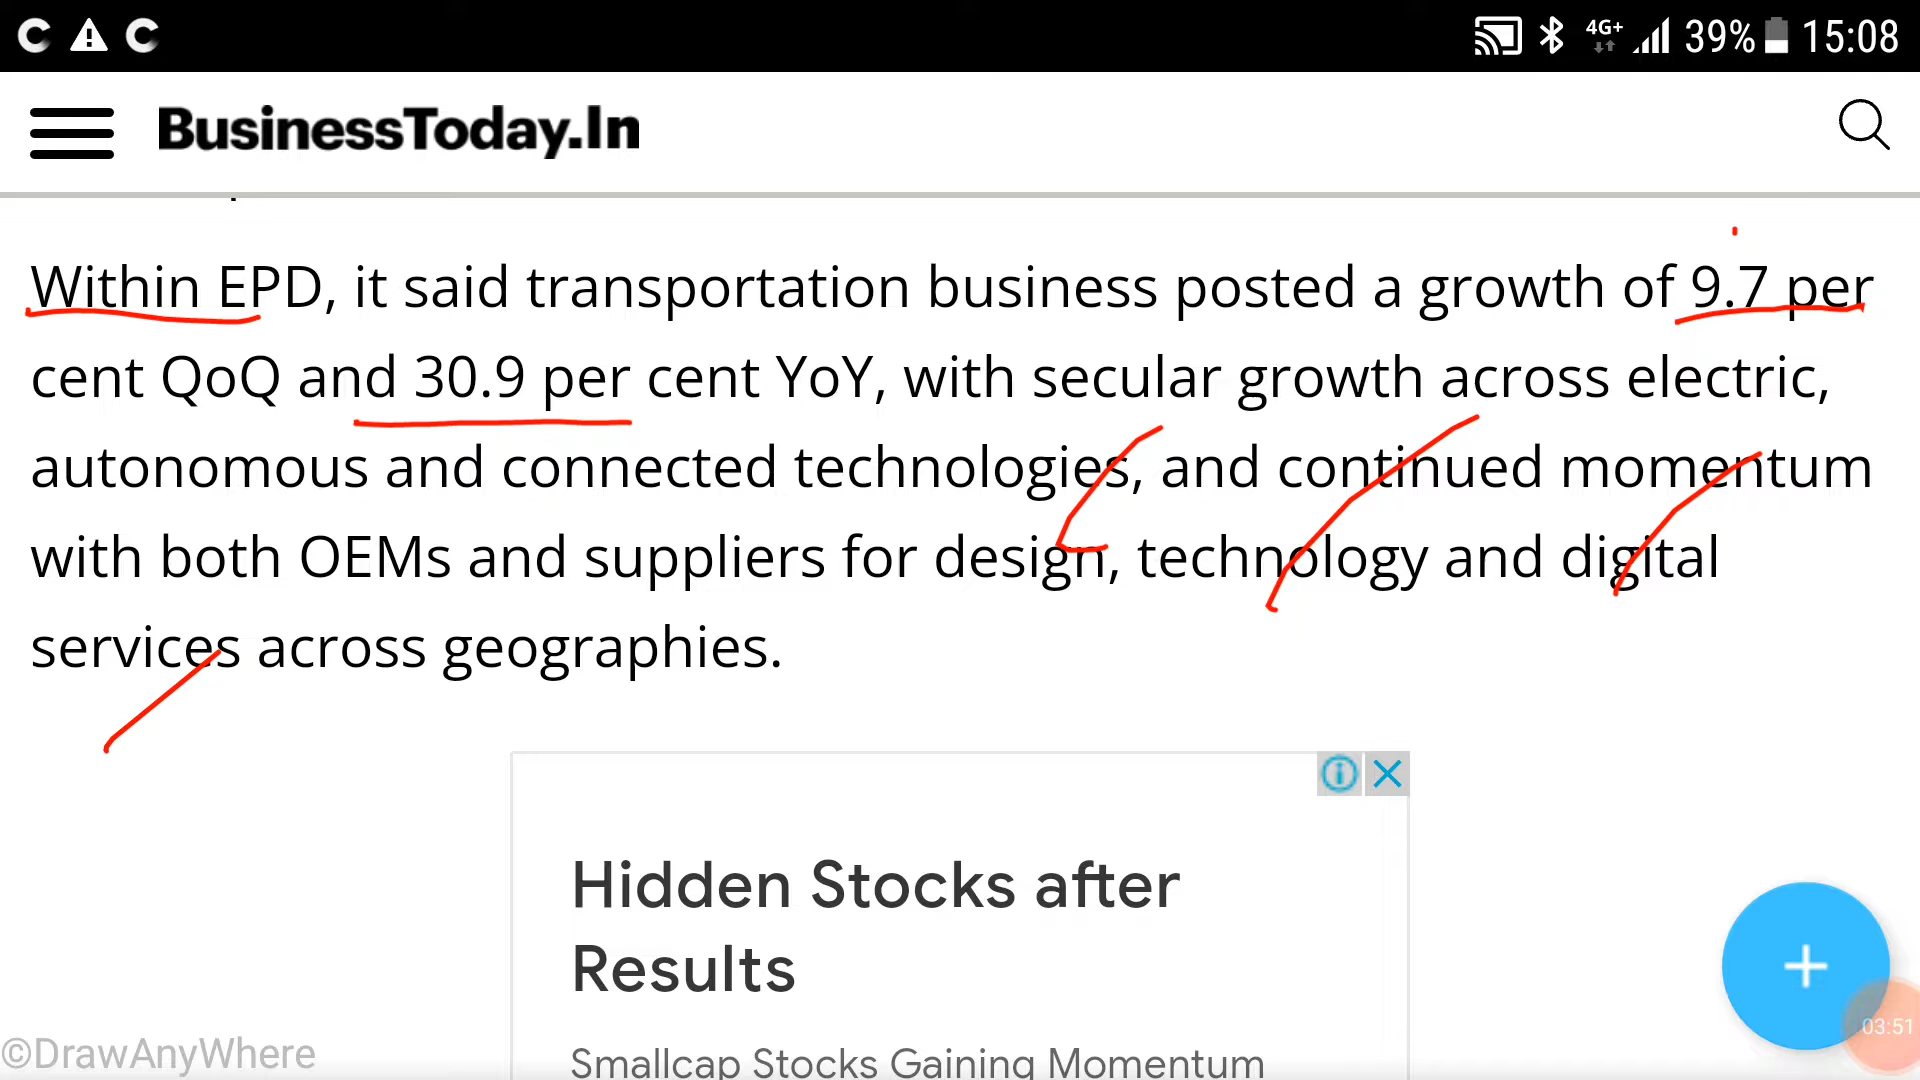 4G+ 39% 15:08
BusinessToday.In
Within EPD, it said transportation business posted a growth of 9.7 per
cent QoQ and 30.9 per cent YoY, with secular growth across electric,
autonomous and connected technologies, and continued momentum
with both OEMs and suppliers for design, technology and digital
services across geographies.
Hidden Stocks after
Results
Smallcap Stocks Gaining Momentum
03:51
©DrawAnyWhere